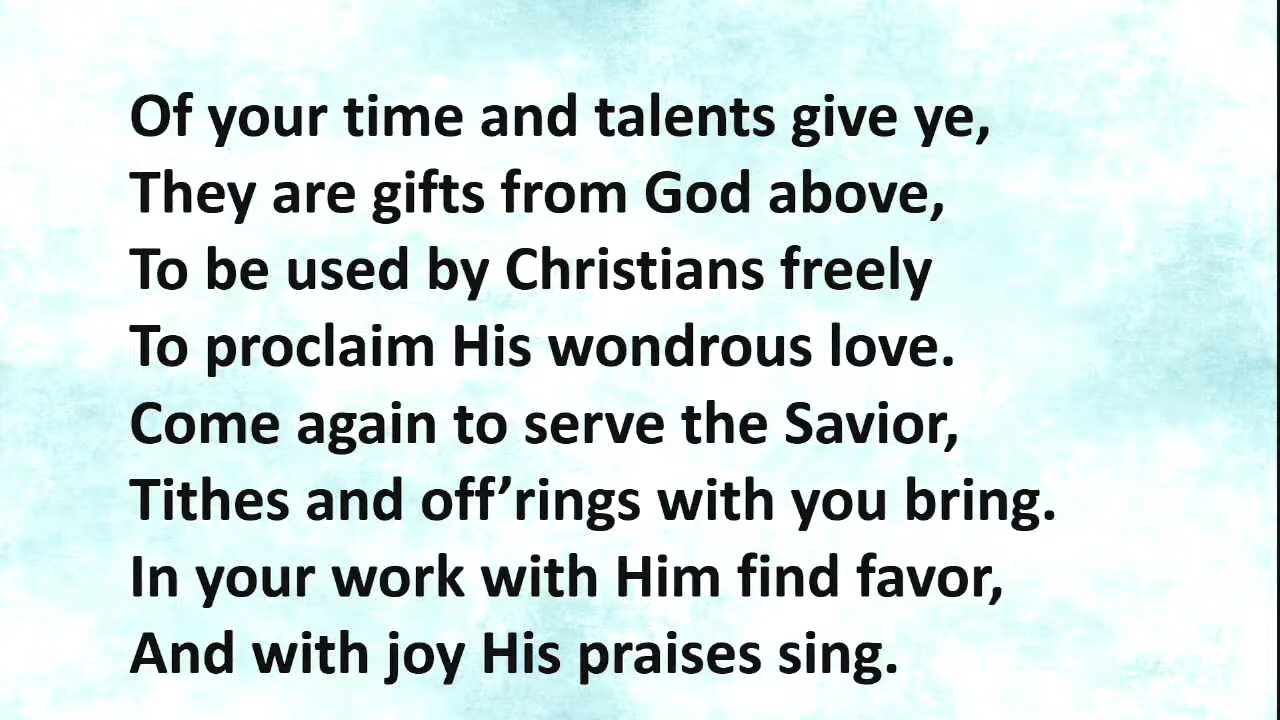 Of your time and talents give ye,
They are gifts from God above,
To be used by Christians freely
To proclaim His wondrous love.
Come again to serve the Savior,
Tithes and off’rings with you bring.
In your work with Him find favor,
And with joy His praises sing.